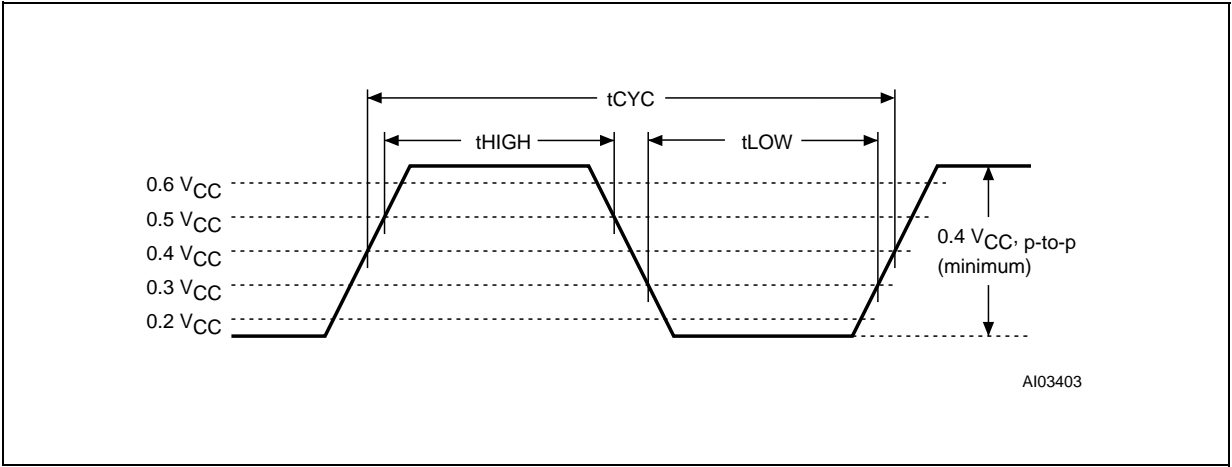 tCYC
tHIGH
tLOW
0.6 VCC
0.5 VCC
0.4 VCC
0.3 VCC
0.2 VCC
0.4 VCC, p-to-p
(minimum)
AI03403